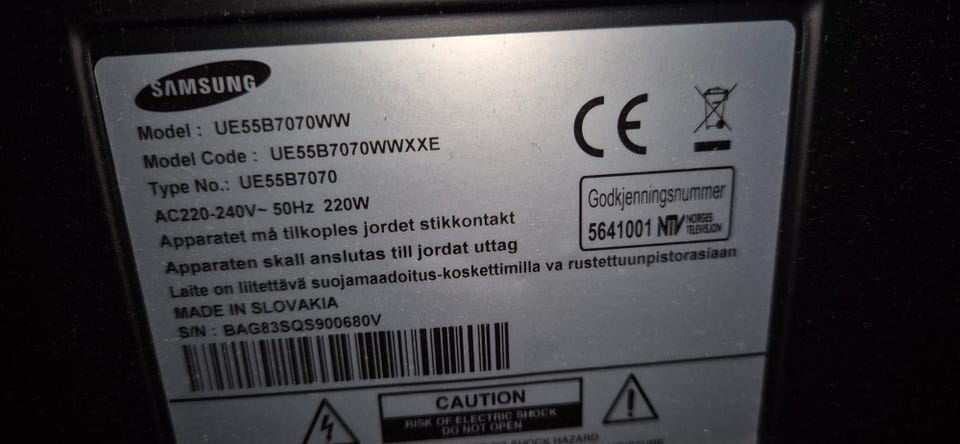 SAMSUNG
Model : UE55B7070WW
Model Code : UE55B7070WWXXE
Type No.: UE55B7070
AC220-240V~ 50Hz 220W
Apparatet må tilkoples jordet stikkontakt
Apparaten skall anslutas till jordat uttag
Laite on liitettävä suojamaadoitus-koskettimilla va rustettuunpistorasiaan
MADE IN SLOVAKIA
S/N : BAG83SQS900680V
CE
Godkjenningsnummer
5641001 NTV NORGES TELEVISJON
CAUTION
RISK OF ELECTRIC SHOCK
DO NOT OPEN
SHOCK HAZARD